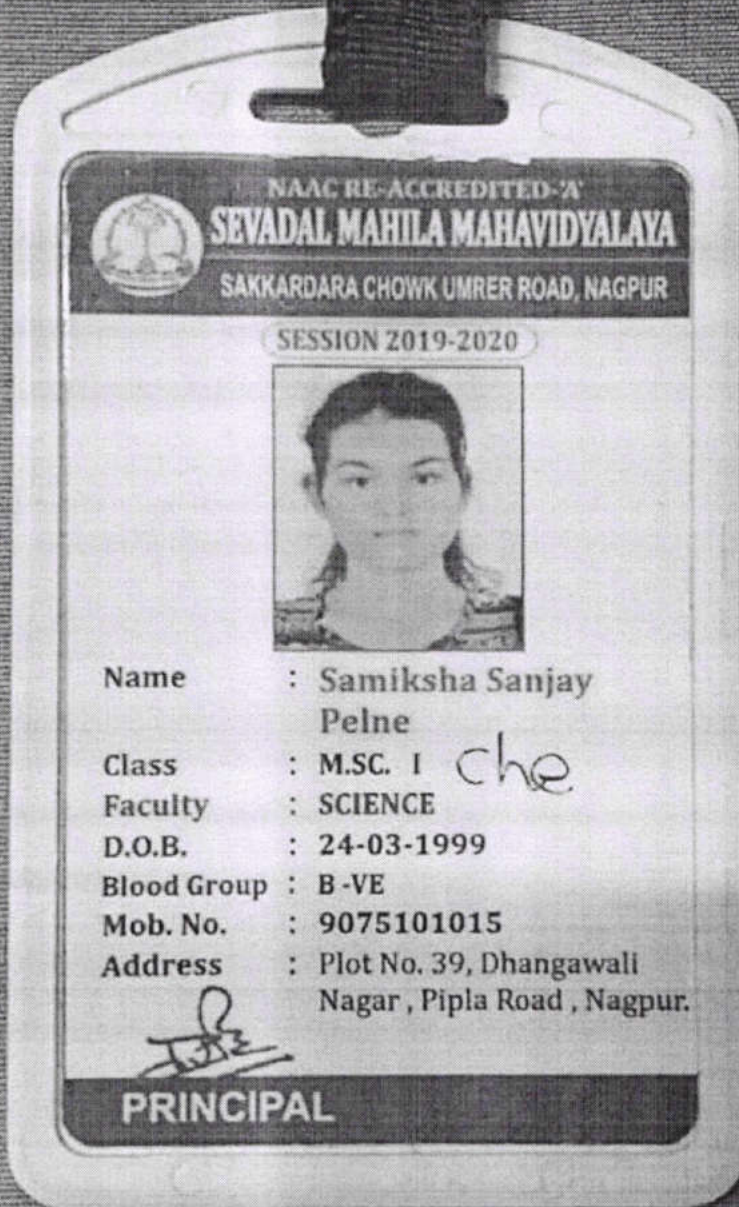 NAAC RE-ACCREDITED-'A'
SEVADAL MAHILA MAHAVIDYALAYA
SAKKARDARA CHOWK UMRER ROAD, NAGPUR
SESSION 2019-2020
Name : Samiksha Sanjay
Pelne
Class : M.SC. I che
Faculty : SCIENCE
D.O.B. : 24-03-1999
Blood Group : B -VE
Mob. No. : 9075101015
Address : Plot No. 39, Dhangawali
Nagar , Pipla Road , Nagpur.
PRINCIPAL